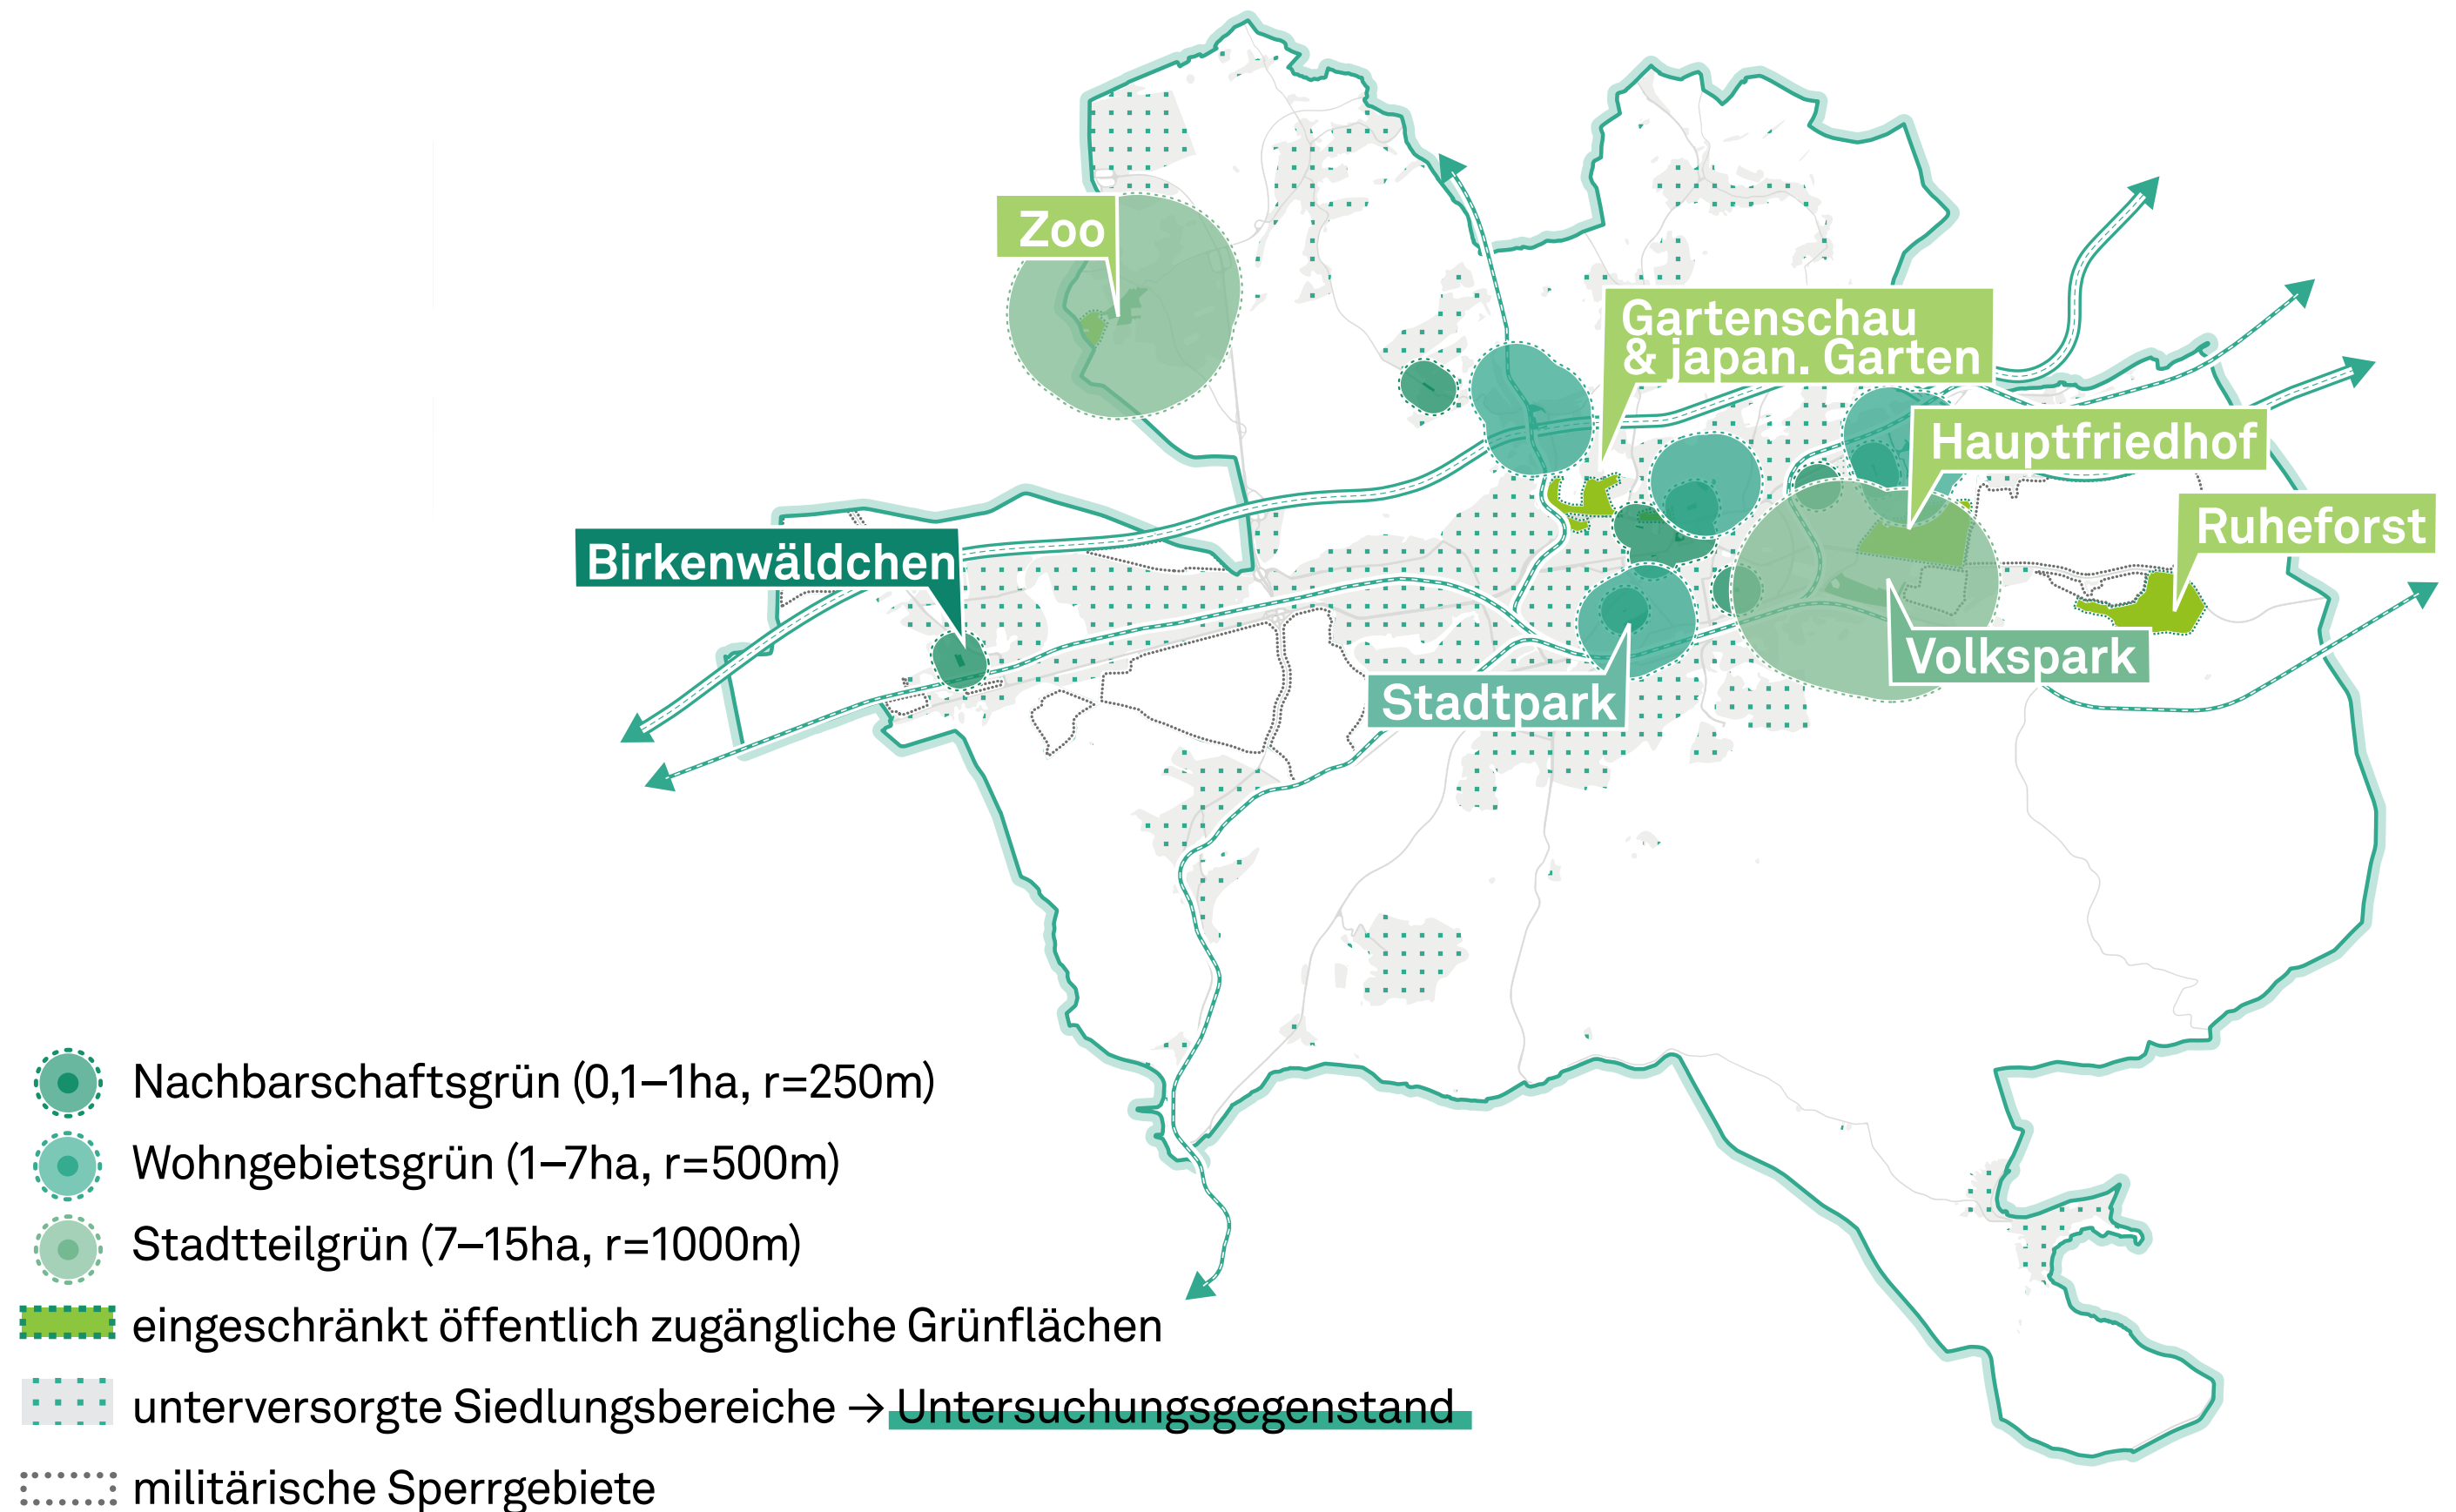 Zoo
Gartenschau
& japan. Garten
Hauptfriedhof
Ruheforst
Birkenwäldchen
Volkspark
Stadtpark
Nachbarschaftsgrün (0,1–1ha, r=250m)
Wohngebietsgrün (1–7ha, r=500m)
Stadtteilgrün (7–15ha, r=1000m)
eingeschränkt öffentlich zugängliche Grünflächen
unterversorgte Siedlungsbereiche → Untersuchungsgegenstand
militärische Sperrgebiete